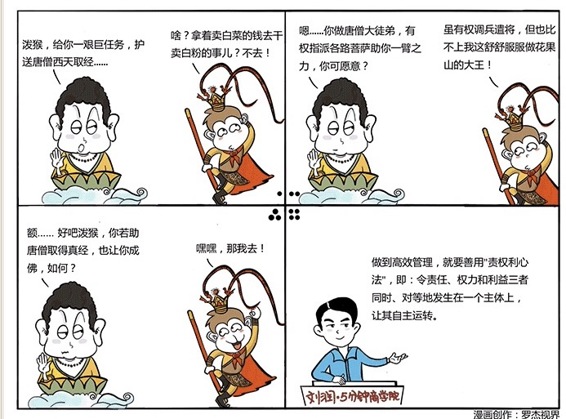 泼猴，给你一艰巨任务，护
送唐僧西天取经......
啥？拿着卖白菜的钱去干
卖白粉的事儿？不去！
嗯......你做唐僧大徒弟，有
权指派各路菩萨助你一臂之
力，你可愿意？
虽有权调兵遣将，但也比
不上我这舒舒服服做花果
山的大王！
额...... 好吧泼猴，你若助
唐僧取得真经，也让你成
佛，如何？
嘿嘿，那我去！
做到高效管理，就要善用"责权利心
法"，即：令责任、权力和利益三者
同时、对等地发生在一个主体上，
让其自主运转。
刘润·5分钟商学院
漫画创作：罗杰视界